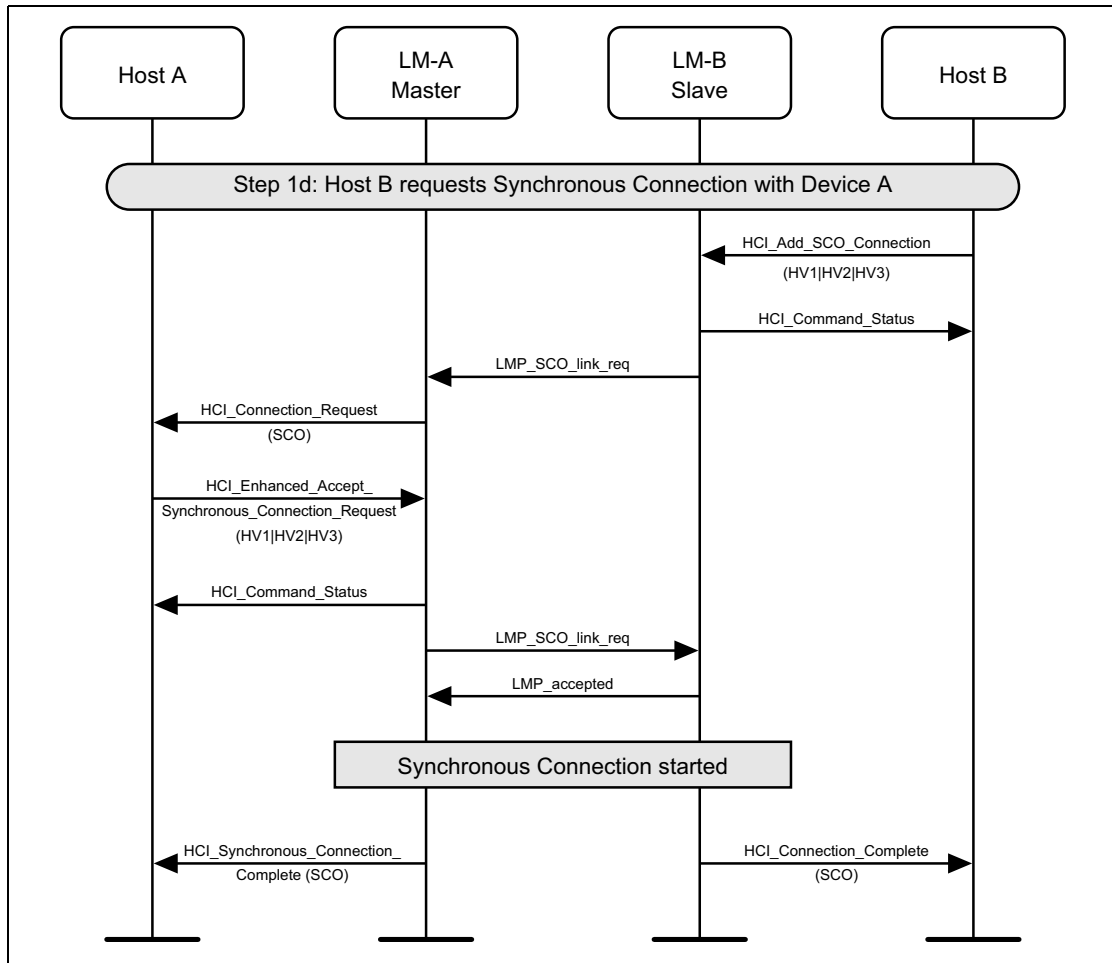 Host A
LM-A
Master
LM-B
Slave
Host B
Step 1d: Host B requests Synchronous Connection with Device A
HCI_Add_SCO_Connection
(HV1|HV2|HV3)
HCI_Command_Status
LMP_SCO_link_req
HCI_Connection_Request
(SCO)
HCI_Enhanced_Accept_
Synchronous_Connection_Request
(HV1|HV2|HV3)
HCI_Command_Status
LMP_SCO_link_req
LMP_accepted
Synchronous Connection started
HCI_Synchronous_Connection_
Complete (SCO)
HCI_Connection_Complete
(SCO)